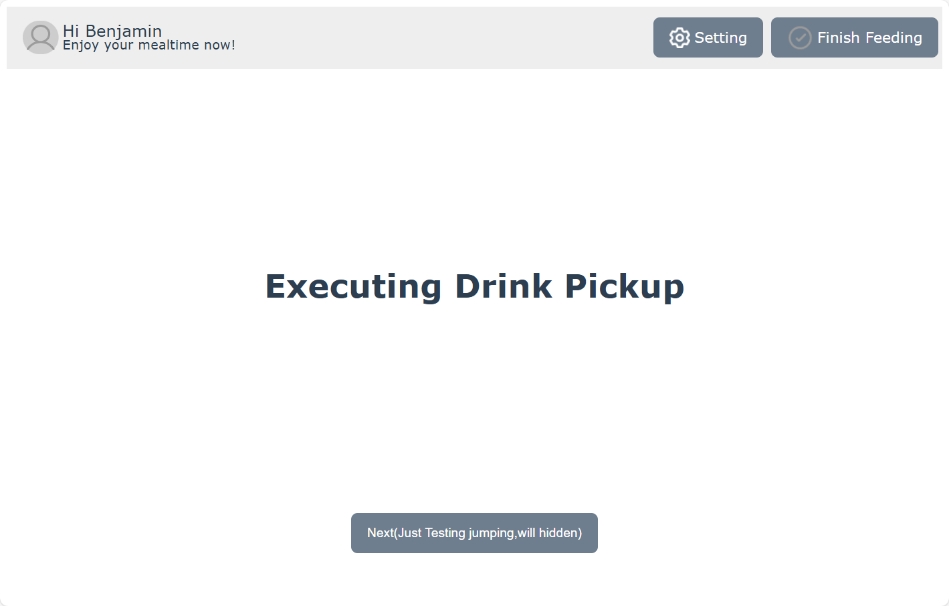 Hi Benjamin
Enjoy your mealtime now!
Setting
Finish Feeding
Executing Drink Pickup
Next(Just Testing jumping,will hidden)